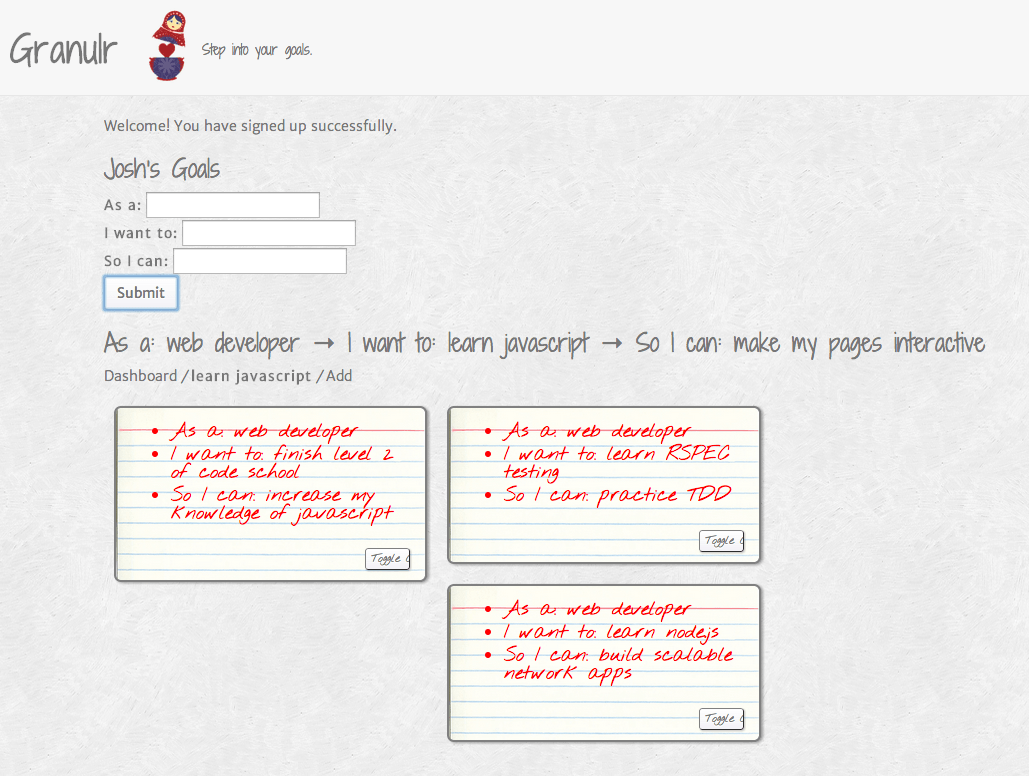 Granulr
Step into your goals.
Welcome! You have signed up successfully.
Josh's Goals
As a:
I want to:
So I can:
Submit
As a: web developer → I want to: learn javascript → So I can: make my pages interactive
Dashboard / learn javascript / Add
• As a: web developer
• I want to: finish level 2
of code school
• So I can: increase my
knowledge of javascript
Toggle
• As a: web developer
• I want to: learn RSPEC
testing
• So I can: practice TDD
Toggle
• As a: web developer
• I want to: learn nodejs
• So I can: build scalable
network apps
Toggle